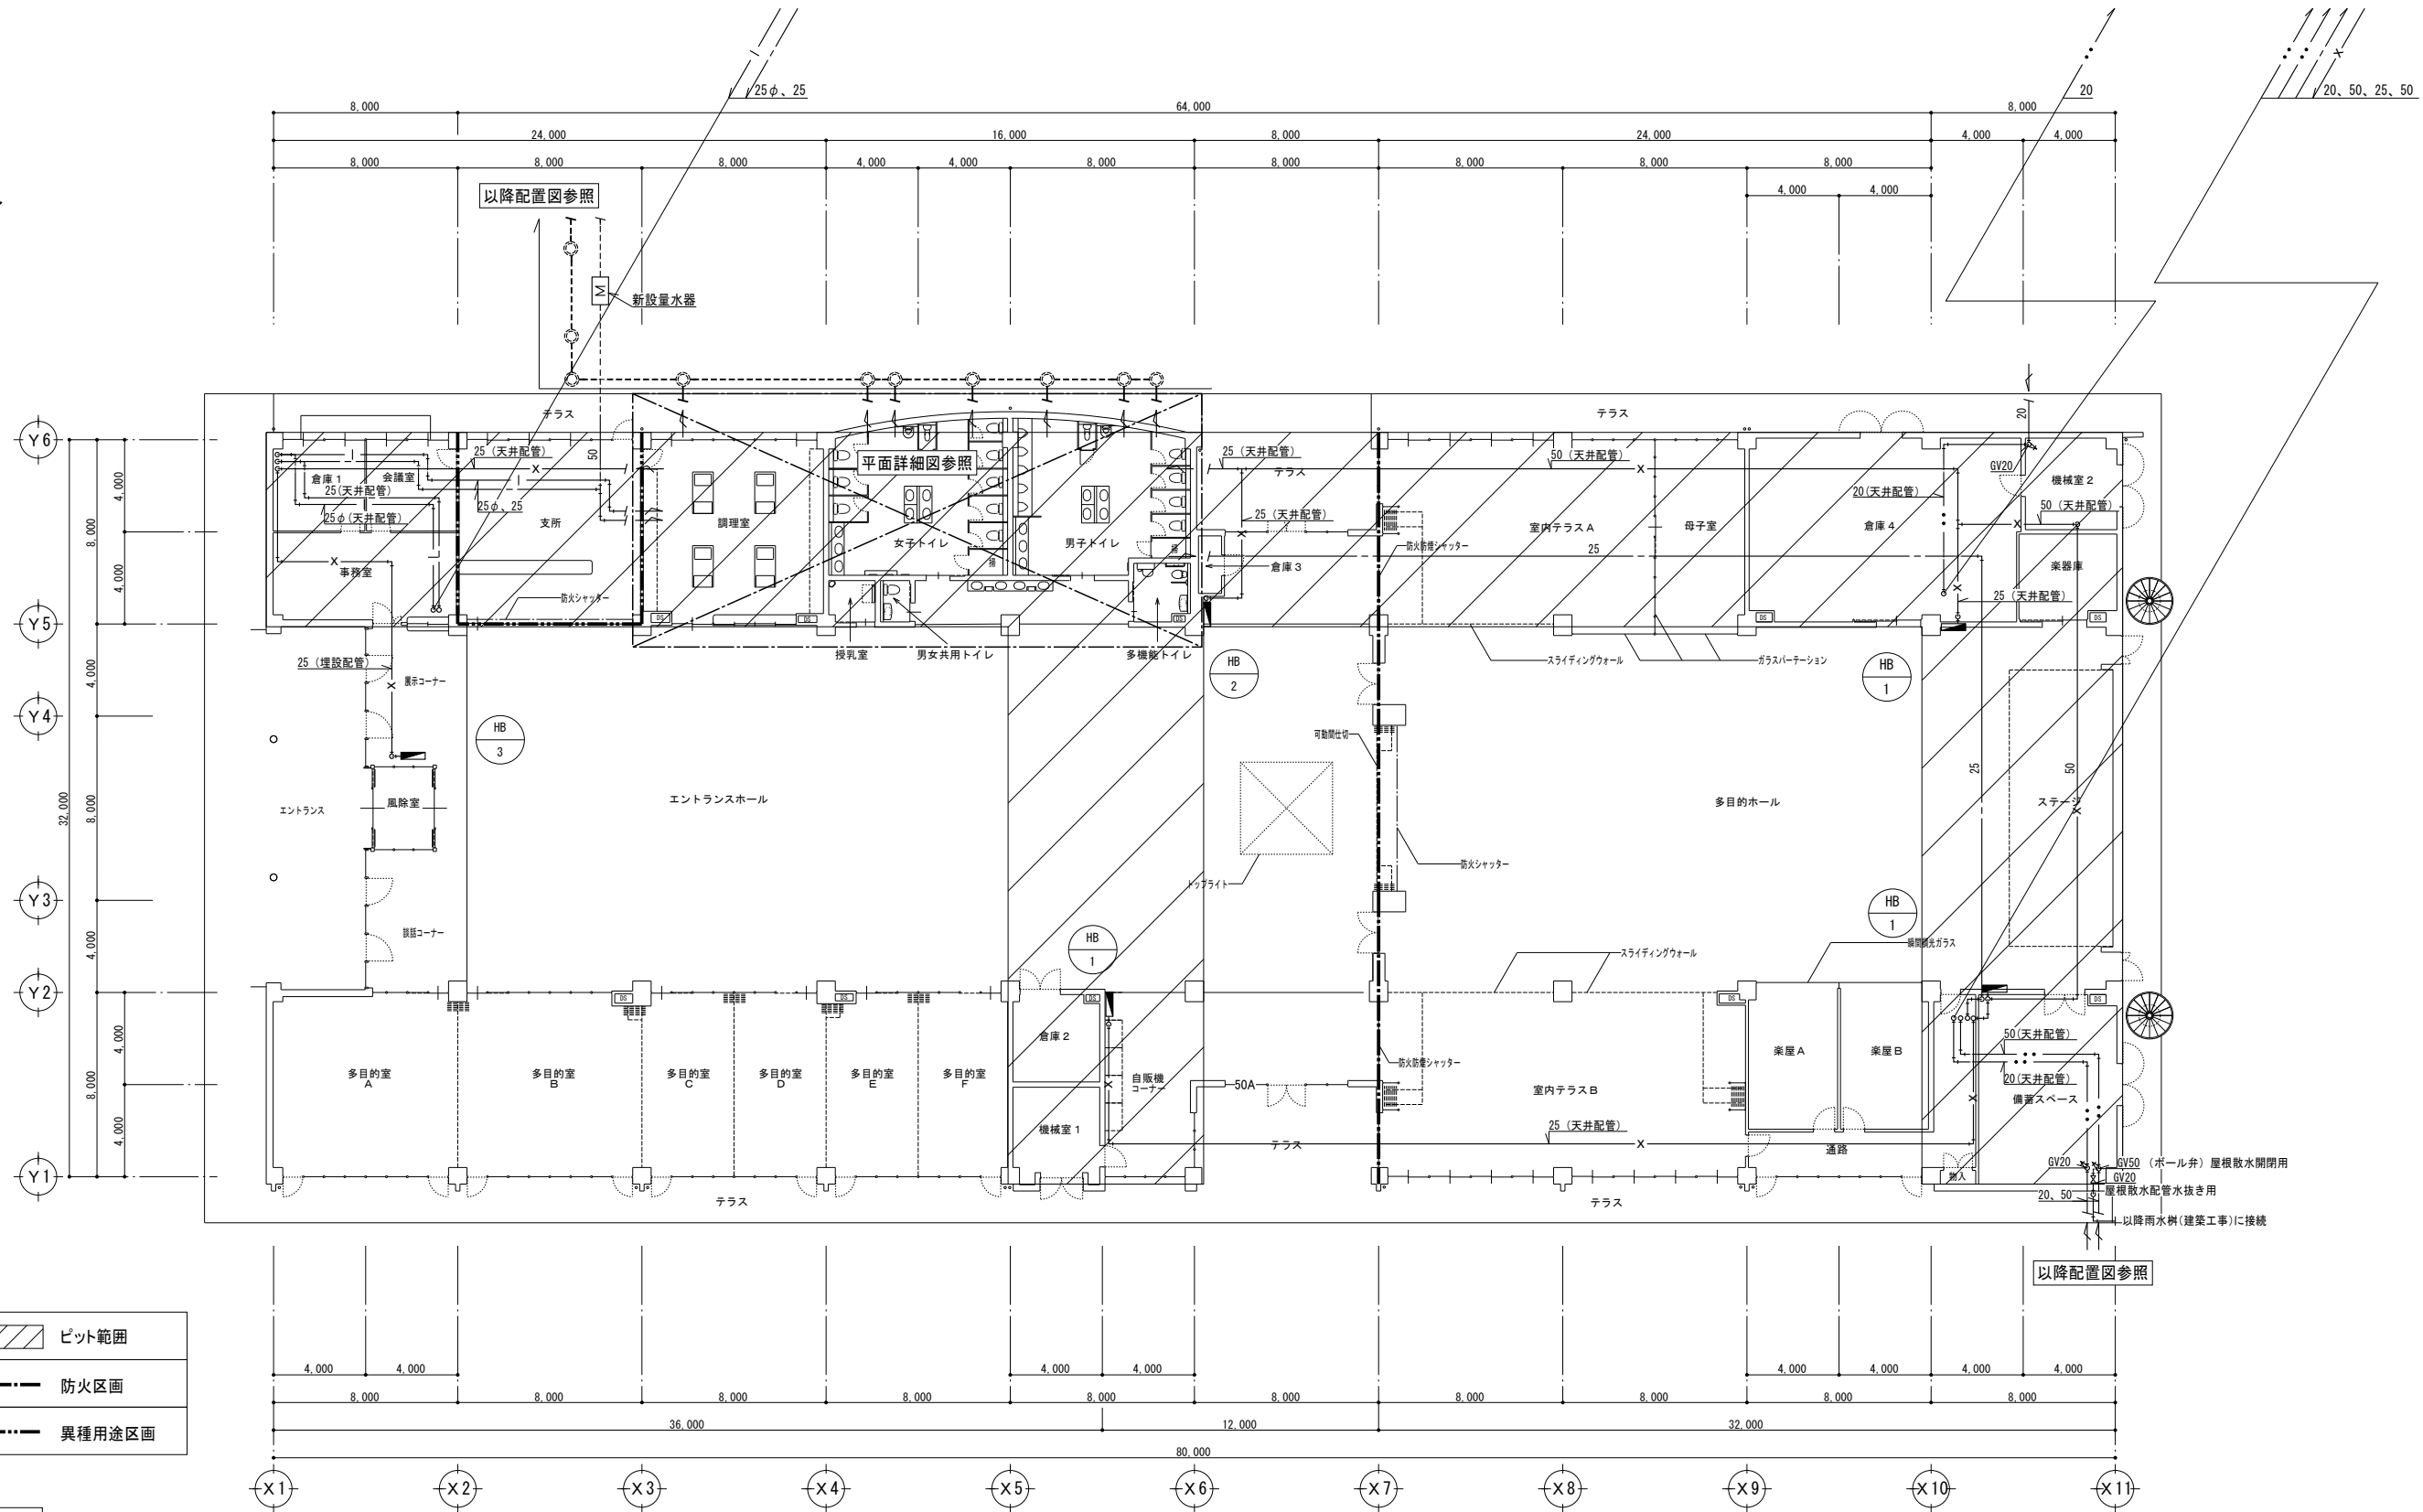 25φ、25
20
20、50、25、50
8,000
64,000
8,000
24,000
16,000
8,000
24,000
4,000
4,000
8,000
8,000
8,000
4,000
4,000
8,000
8,000
8,000
8,000
8,000
4,000
4,000
以降配置図参照
M
新設量水器
テラス
テラス
Y6
50
20
25 (天井配管)
X
倉庫1
会議室
25(天井配管)
25φ(天井配管)
25φ、25
支所
調理室
平面詳細図参照
女子トイレ
男子トイレ
掃
掃
25 (天井配管)
テラス
25 (天井配管)
倉庫3
50 (天井配管)
X
室内テラスA
母子室
倉庫4
20(天井配管)
GV20
機械室2
50 (天井配管)
X
25
防火防煙シャッター
楽器庫
25 (天井配管)
X
事務室
防火シャッター
4,000
8,000
4,000
Y5
DS
DS
DS
DS
DS
授乳室
男女共用トイレ
多機能トイレ
スライディングウォール
ガラスパーテーション
25 (埋設配管)
X
展示コーナー
HB
2
HB
1
4,000
Y4
HB
3
可動間仕切
エントランス
風除室
エントランスホール
多目的ホール
ステージ
25
50
X
32,000
8,000
トップライト
防火シャッター
Y3
談話コーナー
HB
1
HB
1
4,000
スライディングウォール
瞬間調光ガラス
Y2
DS
DS
DS
DS
DS
4,000
8,000
4,000
多目的室
A
多目的室
B
多目的室
C
多目的室
D
多目的室
E
多目的室
F
倉庫2
機械室1
自販機
コーナー
X
50A
防火防煙シャッター
室内テラスB
楽屋A
楽屋B
50(天井配管)
20(天井配管)
備蓄スペース
X
25 (天井配管)
X
テラス
通路
物入
Y1
GV20
GV50 (ボール弁) 屋根散水開閉用
GV20
屋根散水配管水抜き用
20、50
以降雨水桝(建築工事)に接続
テラス
テラス
以降配置図参照
ピット範囲
防火区画
異種用途区画
4,000
4,000
4,000
4,000
4,000
4,000
4,000
4,000
8,000
8,000
8,000
8,000
8,000
8,000
8,000
8,000
8,000
8,000
36,000
12,000
32,000
80,000
X1
X2
X3
X4
X5
X6
X7
X8
X9
X10
X11